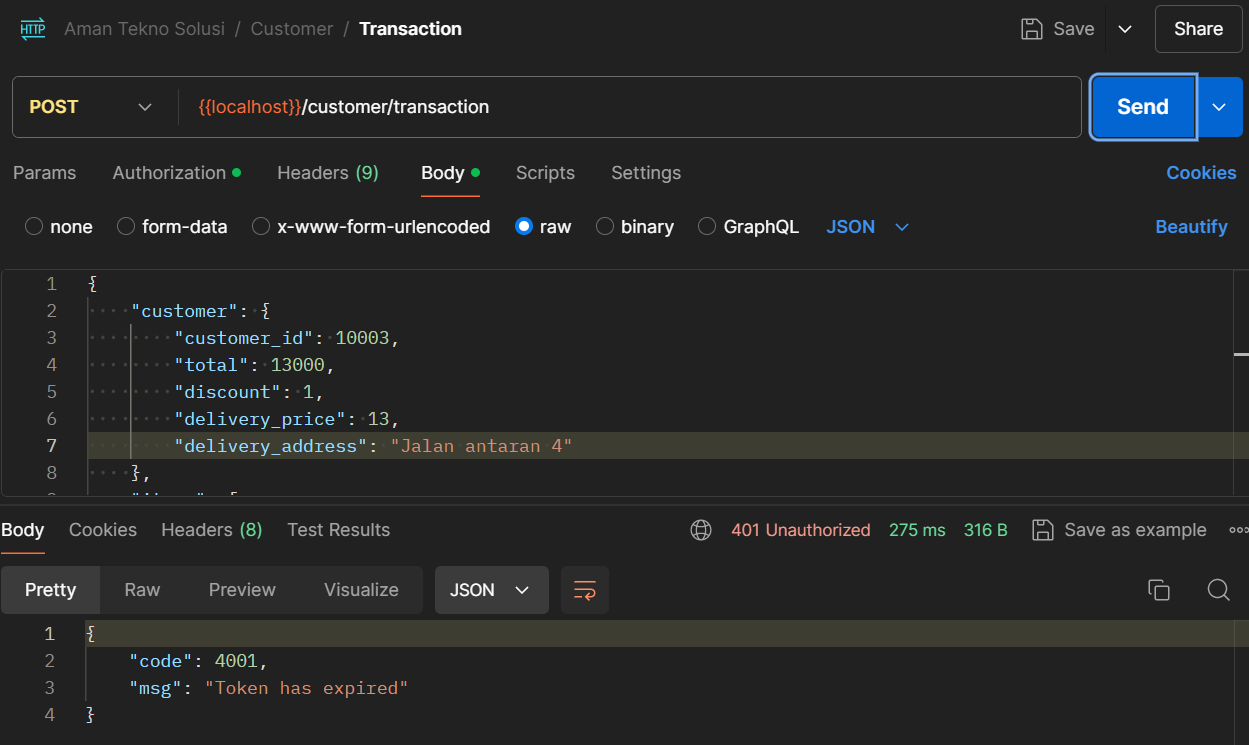 HTTP Aman Tekno Solusi / Customer / Transaction Save Share
POST {{localhost}}/customer/transaction Send
Params Authorization Headers (9) Body Scripts Settings Cookies
none form-data x-www-form-urlencoded raw binary GraphQL JSON Beautify
1 {
2 "customer": {
3 "customer_id": 10003,
4 "total": 13000,
5 "discount": 1,
6 "delivery_price": 13,
7 "delivery_address": "Jalan antaran 4"
8 },
Body Cookies Headers (8) Test Results 401 Unauthorized 275 ms 316 B Save as example
Pretty Raw Preview Visualize JSON
1 {
2 "code": 4001,
3 "msg": "Token has expired"
4 }